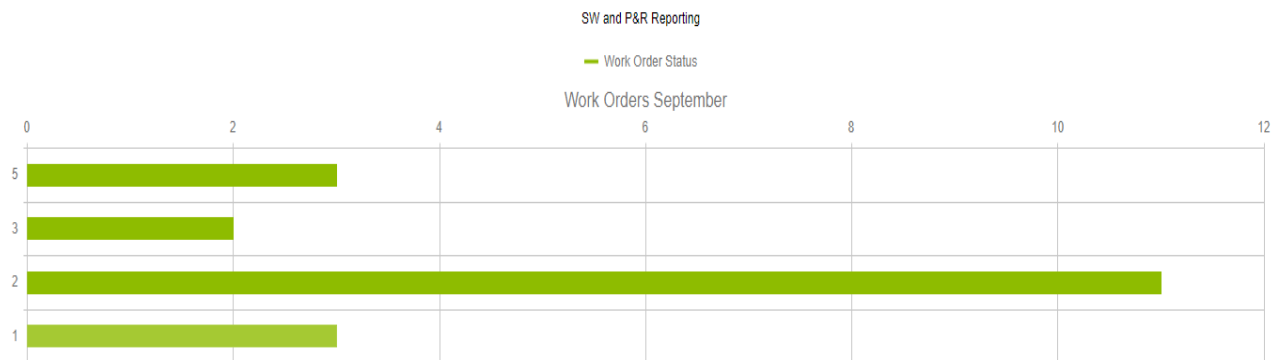 SW and P&R Reporting
Work Order Status
Work Orders September
0 2 4 6 8 10 12
5
3
2
1